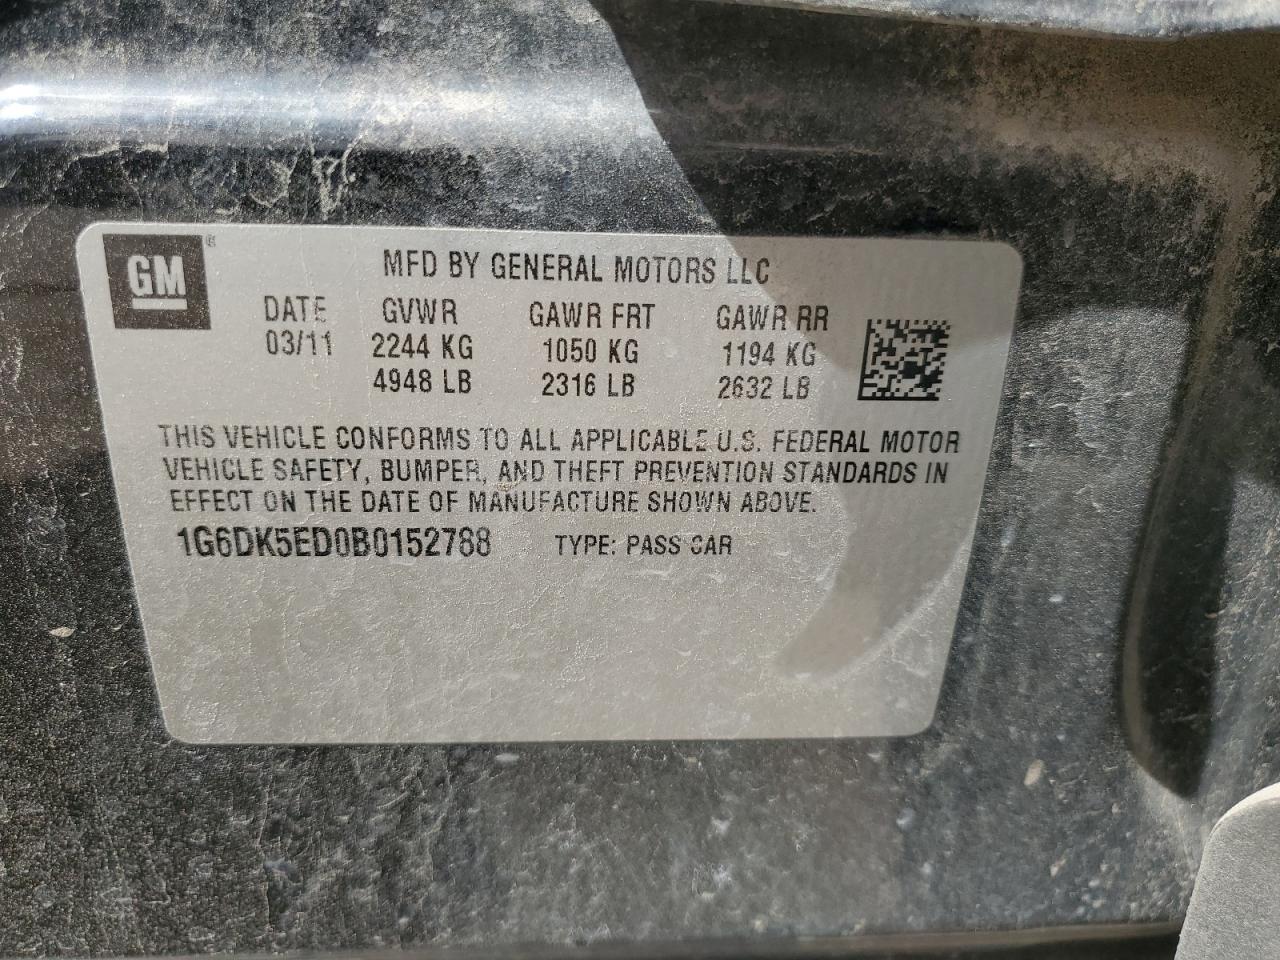 GM ®
MFD BY GENERAL MOTORS LLC
DATE GVWR GAWR FRT GAWR RR
03/11 2244 KG 1050 KG 1194 KG
4948 LB 2316 LB 2632 LB
THIS VEHICLE CONFORMS TO ALL APPLICABLE U.S. FEDERAL MOTOR
VEHICLE SAFETY, BUMPER, AND THEFT PREVENTION STANDARDS IN
EFFECT ON THE DATE OF MANUFACTURE SHOWN ABOVE.
1G6DK5ED0B0152788 TYPE: PASS CAR